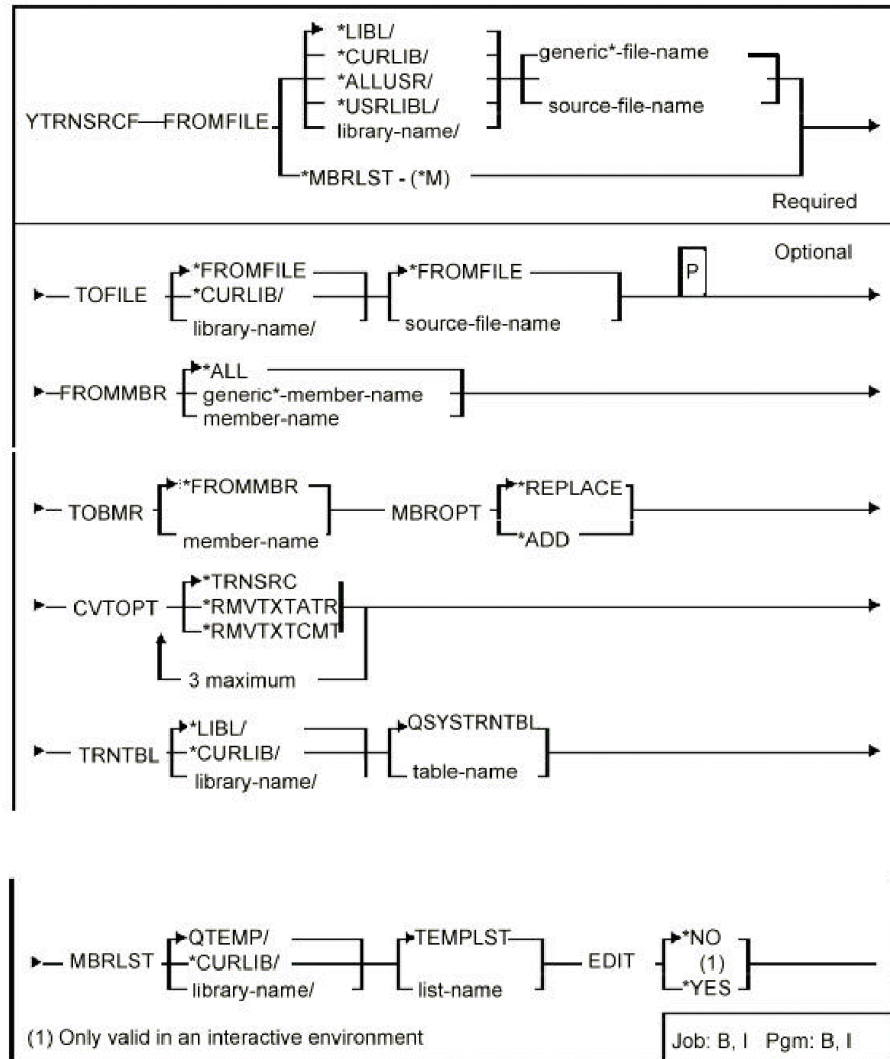 *LIBL/
*CURLIB/
*ALLUSR/
*USRLIBL/
library-name/
generic*-file-name
source-file-name
YTRNSRCF FROMFILE
*MBRLST - (*M)
Required
Optional
TOFILE
*FROMFILE
*CURLIB/
library-name/
*FROMFILE
source-file-name
P
FROMMBR
*ALL
generic*-member-name
member-name
TOBMR
*FROMMBR
member-name
MBROPT
*REPLACE
*ADD
CVTOPT
*TRNSRC
*RMVTXTATR
*RMVTXTCMT
3 maximum
TRNTBL
*LIBL/
*CURLIB/
library-name/
QSYSTRNTBL
table-name
MBRLST
QTEMP/
*CURLIB/
library-name/
TEMPLST
list-name
EDIT
*NO
(1)
*YES
(1) Only valid in an interactive environment
Job: B, I Pgm: B, I